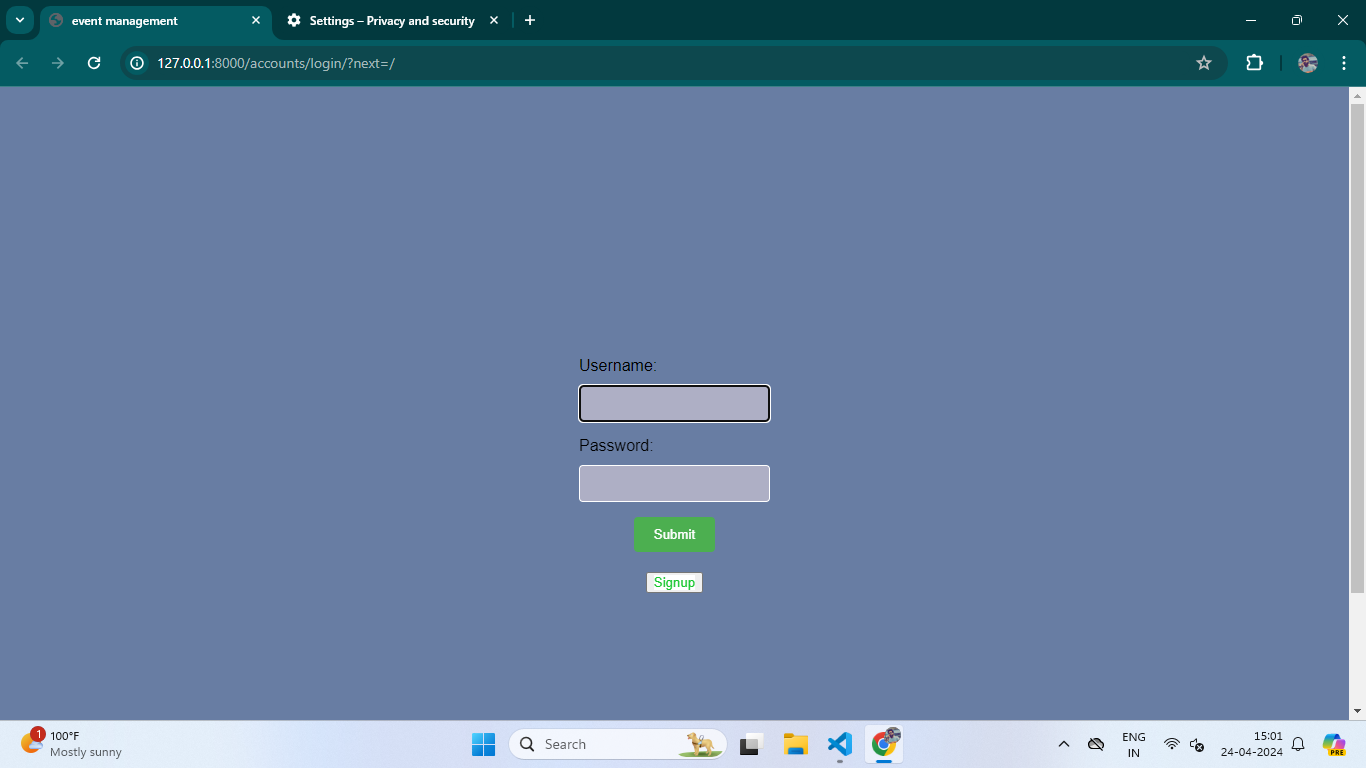 event management
Settings – Privacy and security
127.0.0.1:8000/accounts/login/?next=/
Username:
Password:
Submit
Signup
1
100°F
Mostly sunny
Search
ENG
IN
15:01
24-04-2024
PRE